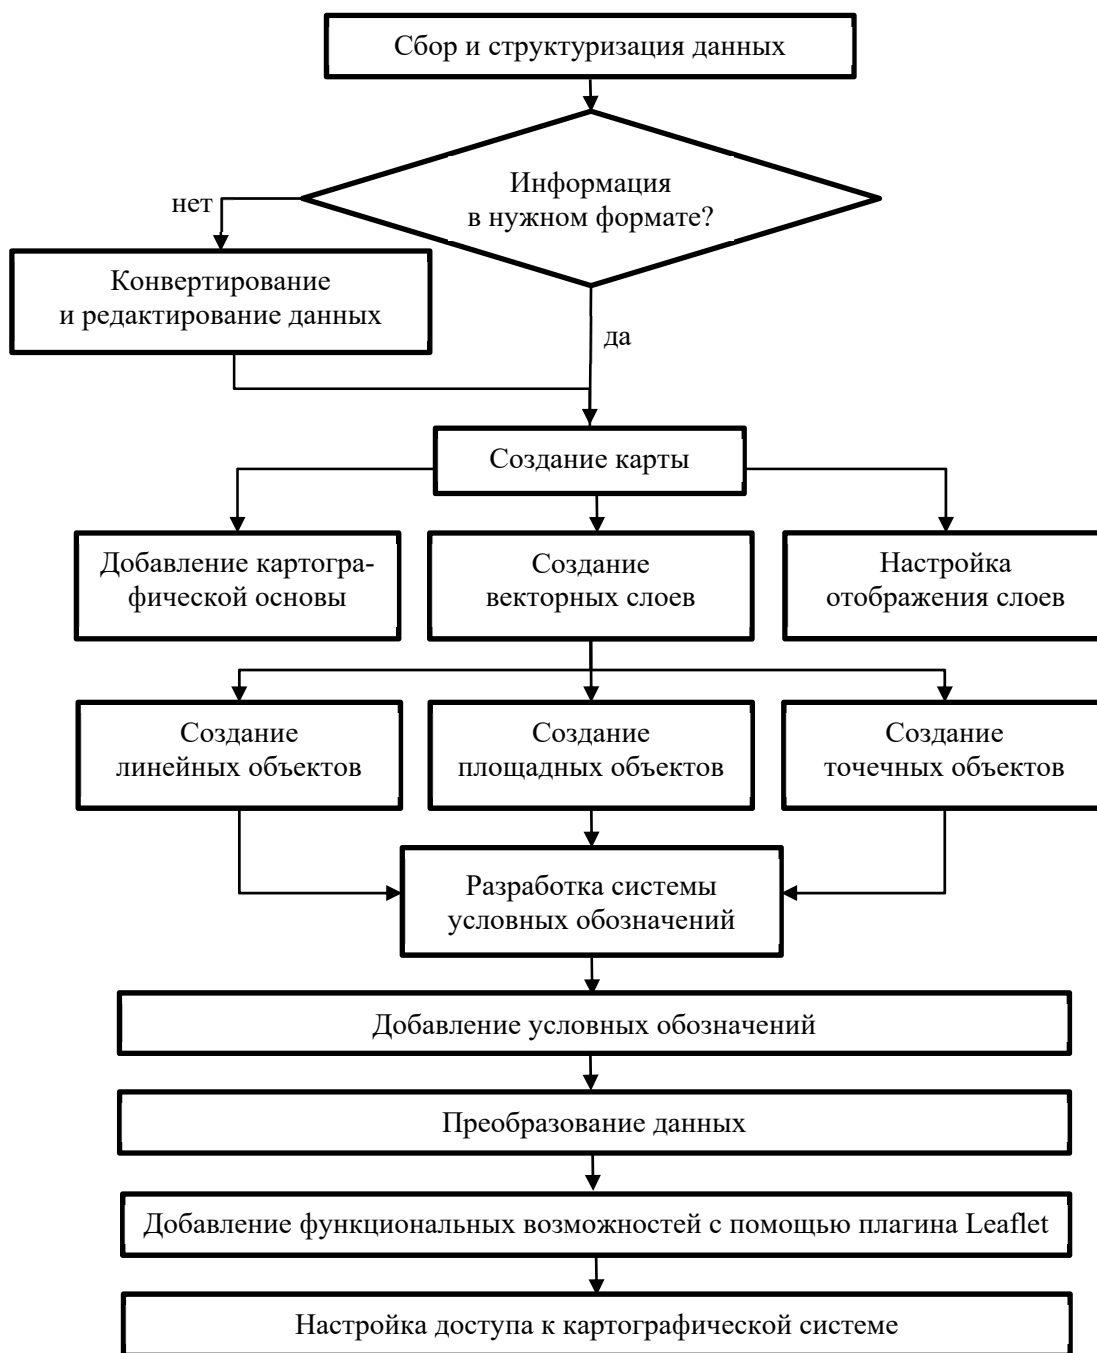 Сбор и структуризация данных
Информация
в нужном формате?
нет
Конвертирование
и редактирование данных
да
Создание карты
Добавление картогра-
фической основы
Создание
векторных слоев
Настройка
отображения слоев
Создание
линейных объектов
Создание
площадных объектов
Создание
точечных объектов
Разработка системы
условных обозначений
Добавление условных обозначений
Преобразование данных
Добавление функциональных возможностей с помощью плагина Leaflet
Настройка доступа к картографической системе